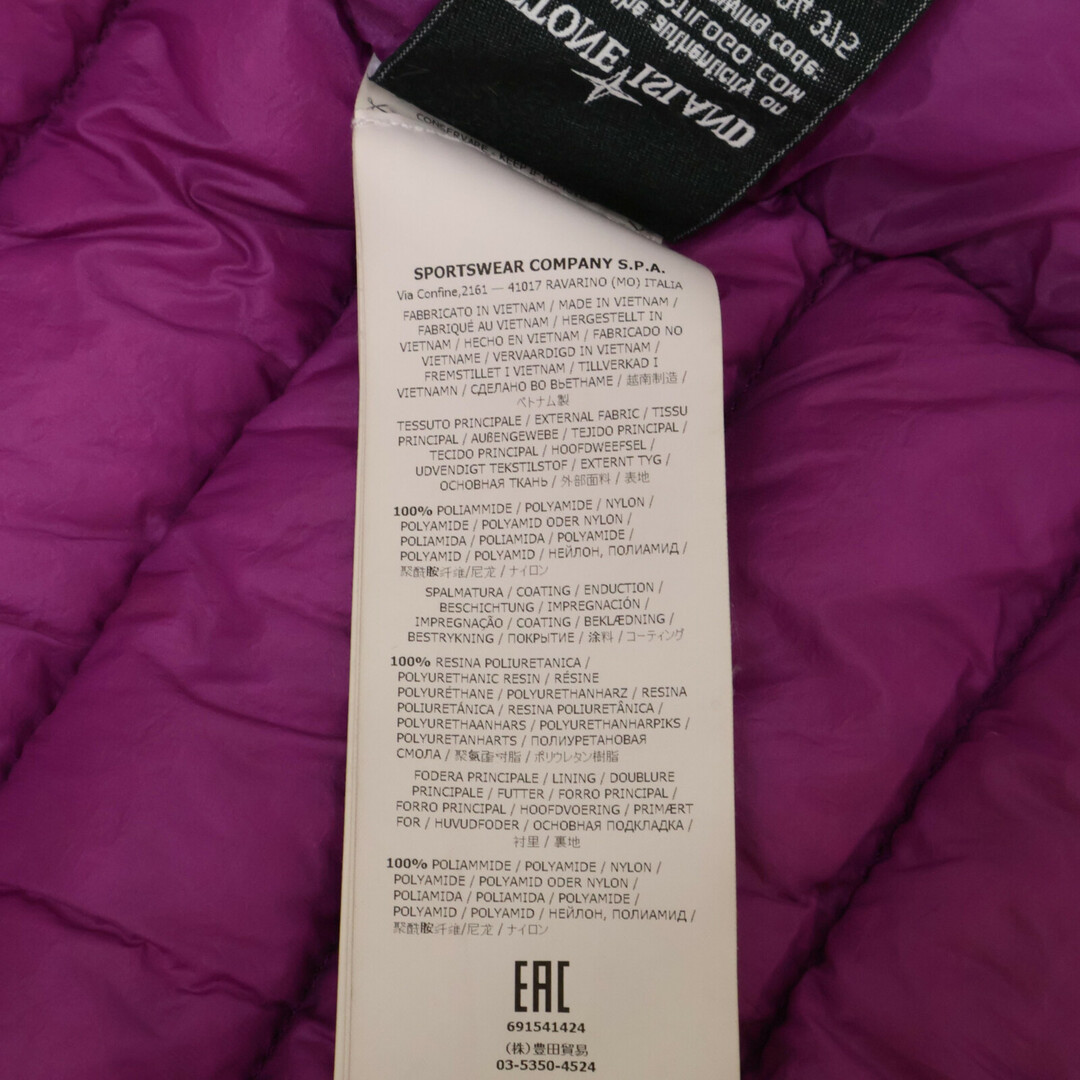 STONE ISLAND
the authenticity on
CERTILOGO COM
CONSERVARE - KEEP
SPORTSWEAR COMPANY S.P.A.
Via Confine,2161 — 41017 RAVARINO (MO) ITALIA
FABBRICATO IN VIETNAM / MADE IN VIETNAM /
FABRIQUÉ AU VIETNAM / HERGESTELLT IN
VIETNAM / HECHO EN VIETNAM / FABRICADO NO
VIETNAME / VERVAARDIGD IN VIETNAM /
FREMSTILLET I VIETNAM / TILLVERKAD I
VIETNAMN / СДЕЛАНО ВО ВЬЕТНАМЕ / 越南制造 /
ベトナム製
TESSUTO PRINCIPALE / EXTERNAL FABRIC / TISSU
PRINCIPAL / AUßENGEWEBE / TEJIDO PRINCIPAL /
TECIDO PRINCIPAL / HOOFDWEEFSEL /
UDVENDIGT TEKSTILSTOF / EXTERNT TYG /
ОСНОВНАЯ ТКАНЬ / 外部面料 / 表地
100% POLIAMMIDE / POLYAMIDE / NYLON /
POLYAMIDE / POLYAMID ODER NYLON /
POLIAMIDA / POLIAMIDA / POLYAMIDE /
POLYAMID / POLYAMID / НЕЙЛОН, ПОЛИАМИД /
聚酰胺纤维/尼龙 / ナイロン
SPALMATURA / COATING / ENDUCTION /
BESCHICHTUNG / IMPREGNACIÓN /
IMPREGNAÇÃO / COATING / BEKLÆDNING /
BESTRYKNING / ПОКРЫТИЕ / 涂料 / コーティング
100% RESINA POLIURETANICA /
POLYURETHANIC RESIN / RÉSINE
POLYURÉTHANE / POLYURETHANHARZ / RESINA
POLIURETÁNICA / RESINA POLIURETÂNICA /
POLYURETHAANHARS / POLYURETHANHARPIKS /
POLYURETANHARTS / ПОЛИУРЕТАНОВАЯ
СМОЛА / 聚氨酯树脂 / ポリウレタン樹脂
FODERA PRINCIPALE / LINING / DOUBLURE
PRINCIPALE / FUTTER / FORRO PRINCIPAL /
FORRO PRINCIPAL / HOOFDVOERING / PRIMÆRT
FOR / HUVUDFODER / ОСНОВНАЯ ПОДКЛАДКА /
衬里 / 裏地
100% POLIAMMIDE / POLYAMIDE / NYLON /
POLYAMIDE / POLYAMID ODER NYLON /
POLIAMIDA / POLIAMIDA / POLYAMIDE /
POLYAMID / POLYAMID / НЕЙЛОН, ПОЛИАМИД /
聚酰胺纤维/尼龙 / ナイロン
EAC
691541424
(株)豊田貿易
03-5350-4524